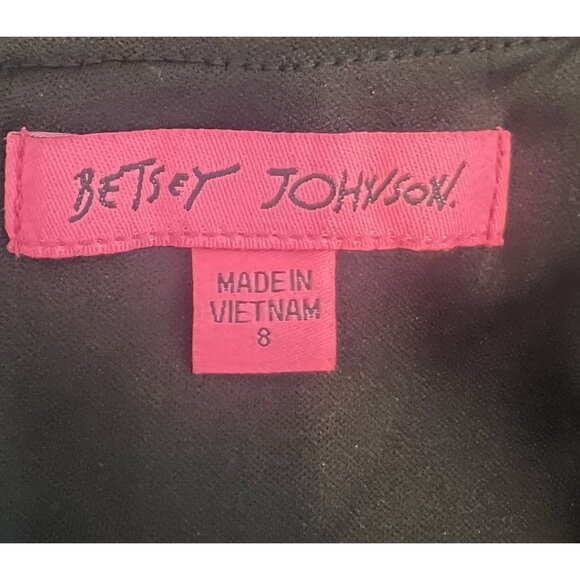 BETSEY JOHNSON.
MADE IN
VIETNAM
8